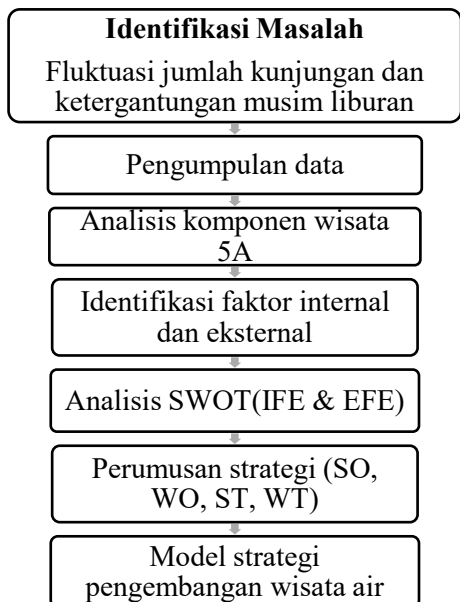 Identifikasi Masalah
Fluktuasi jumlah kunjungan dan
ketergantungan musim liburan
Pengumpulan data
Analisis komponen wisata
5A
Identifikasi faktor internal
dan eksternal
Analisis SWOT(IFE & EFE)
Perumusan strategi (SO,
WO, ST, WT)
Model strategi
pengembangan wisata air